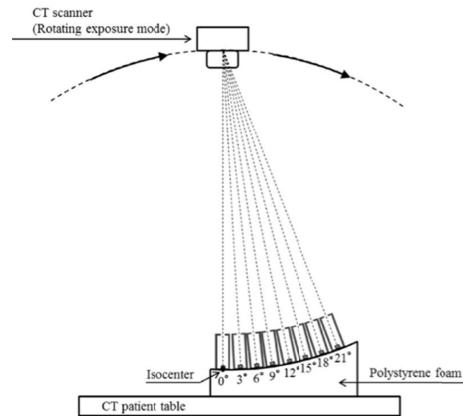 CT scanner
(Rotating exposure mode)
Isocenter
0° 3° 6° 9° 12° 15° 18° 21°
Polystyrene foam
CT patient table